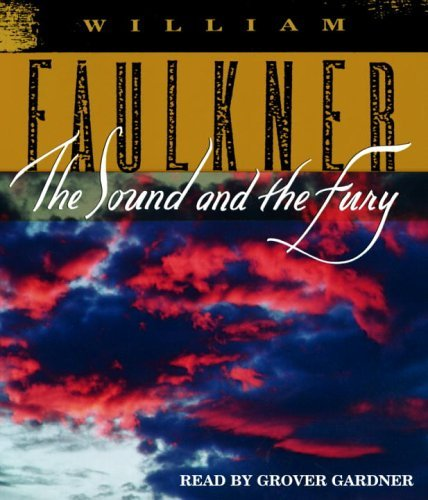 WILLIAM
FAULKNER
The Sound and the Fury
READ BY GROVER GARDNER